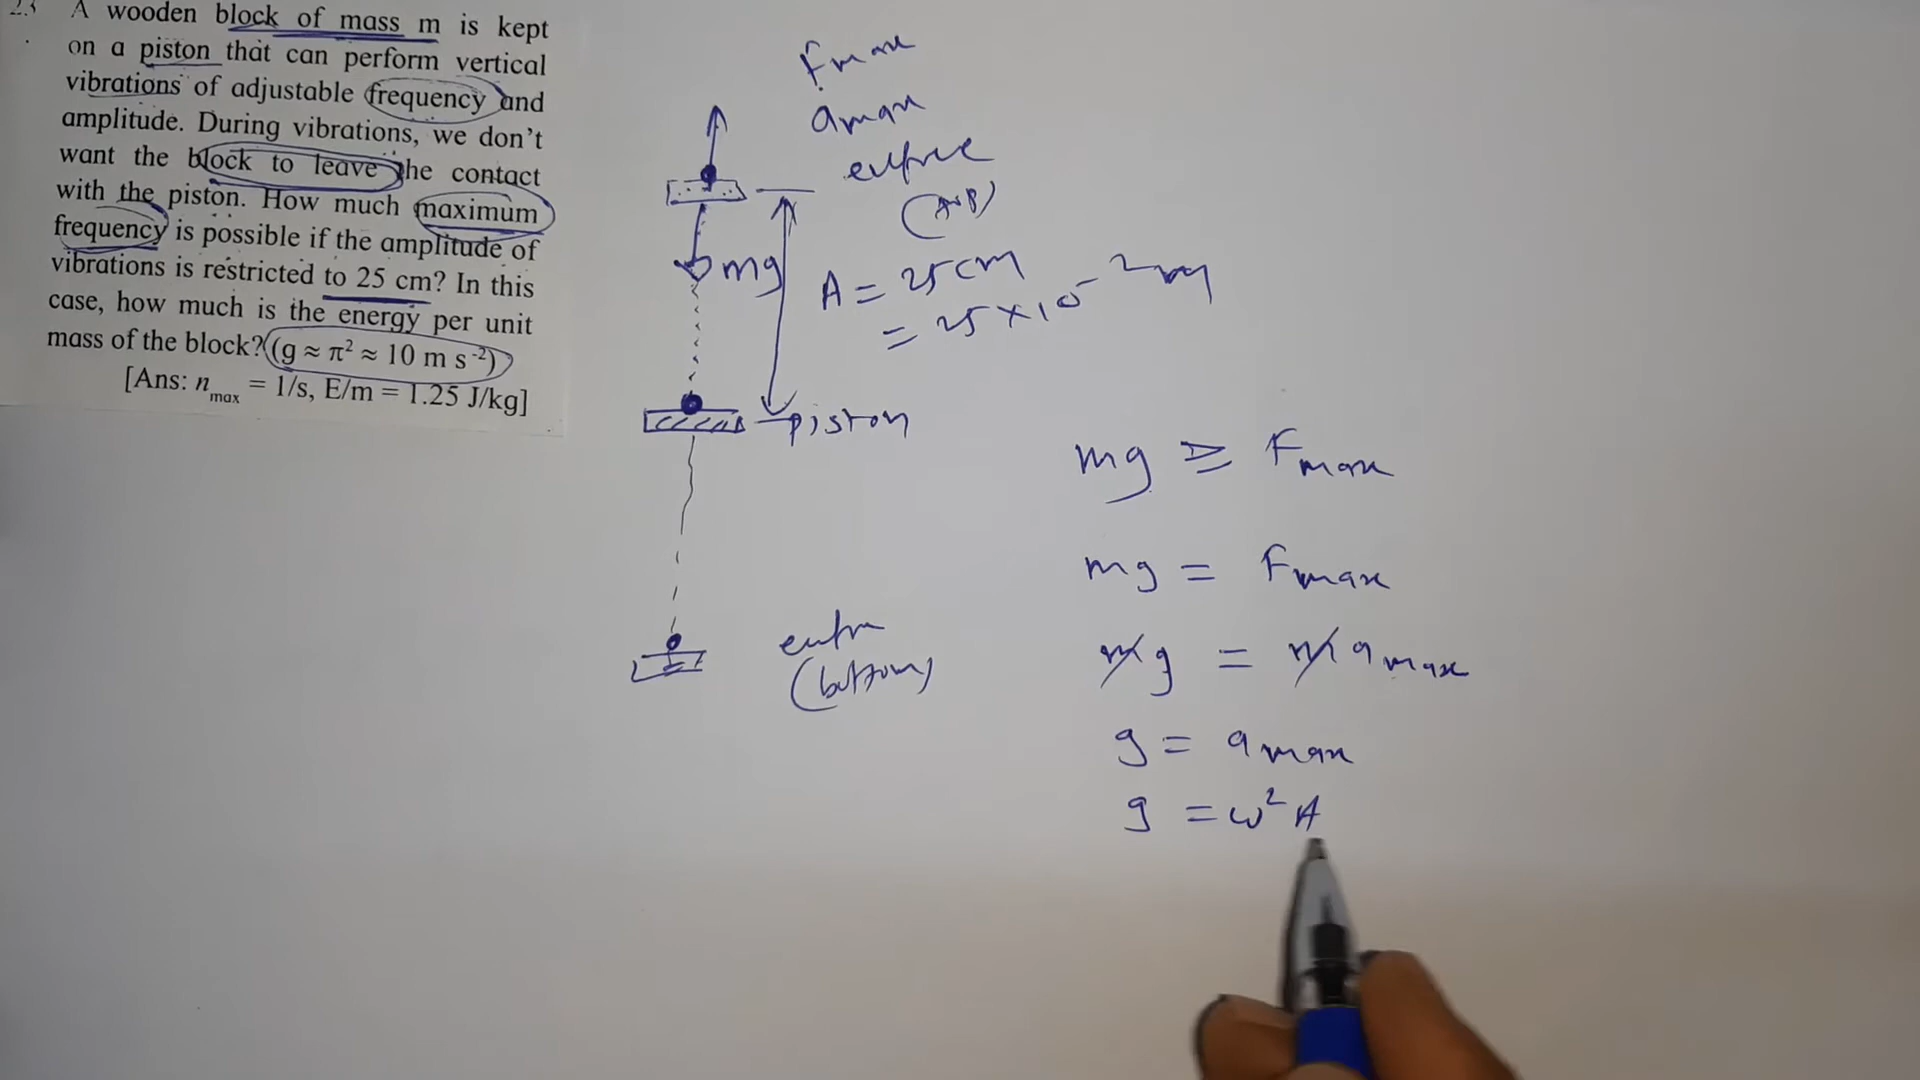 A wooden block of mass m is kept
on a piston that can perform vertical
vibrations of adjustable frequency and
amplitude. During vibrations, we don't
want the block to leave the contact
with the piston. How much maximum
frequency is possible if the amplitude of
vibrations is restricted to 25 cm? In this
case, how much is the energy per unit
mass of the block? (g ≈ π² ≈ 10 m s⁻²)
[Ans: nmax = 1/s, E/m = 1.25 J/kg]
Fmax
amax
mg
A = 25 cm
= 25 × 10⁻² m
piston
(bottom)
mg ≥ Fmax
mg = Fmax
mg = m amax
g = amax
g = ω² A